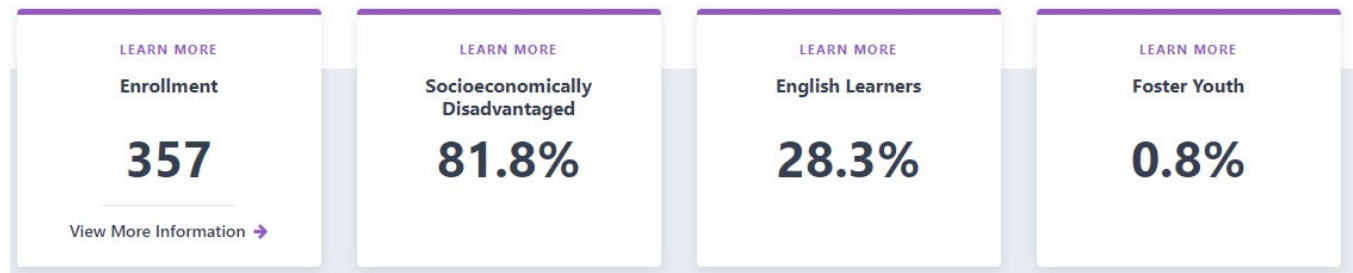 LEARN MORE
Enrollment
357
View More Information
LEARN MORE
Socioeconomically
Disadvantaged
81.8%
LEARN MORE
English Learners
28.3%
LEARN MORE
Foster Youth
0.8%